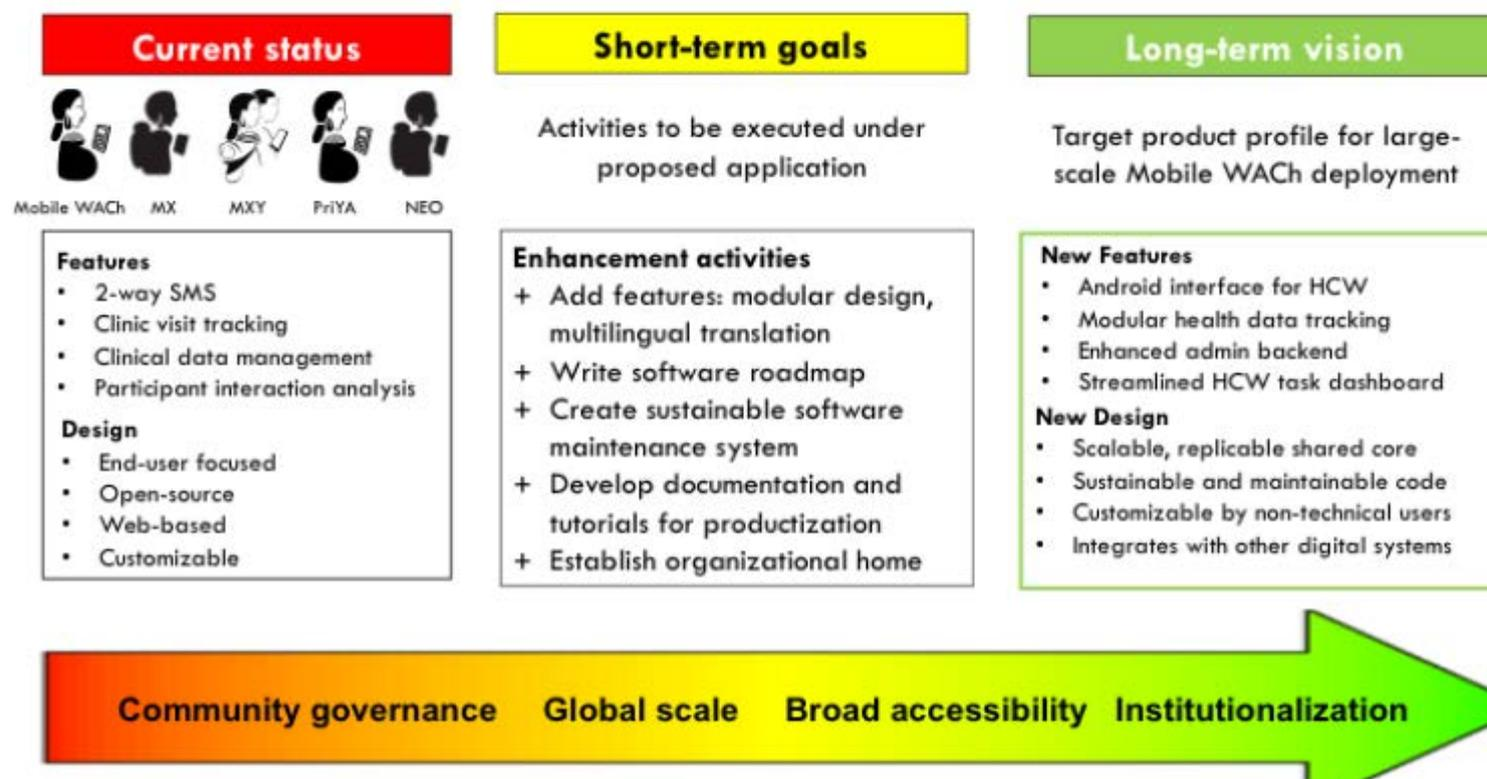 Current status
Mobile WACh
MX
MXY
PriYA
NEO
Features
• 2-way SMS
• Clinic visit tracking
• Clinical data management
• Participant interaction analysis
Design
• End-user focused
• Open-source
• Web-based
• Customizable
Short-term goals
Activities to be executed under
proposed application
Enhancement activities
+ Add features: modular design,
multilingual translation
+ Write software roadmap
+ Create sustainable software
maintenance system
+ Develop documentation and
tutorials for productization
+ Establish organizational home
Long-term vision
Target product profile for large-
scale Mobile WACh deployment
New Features
• Android interface for HCW
• Modular health data tracking
• Enhanced admin backend
• Streamlined HCW task dashboard
New Design
• Scalable, replicable shared core
• Sustainable and maintainable code
• Customizable by non-technical users
• Integrates with other digital systems
Community governance
Global scale
Broad accessibility
Institutionalization